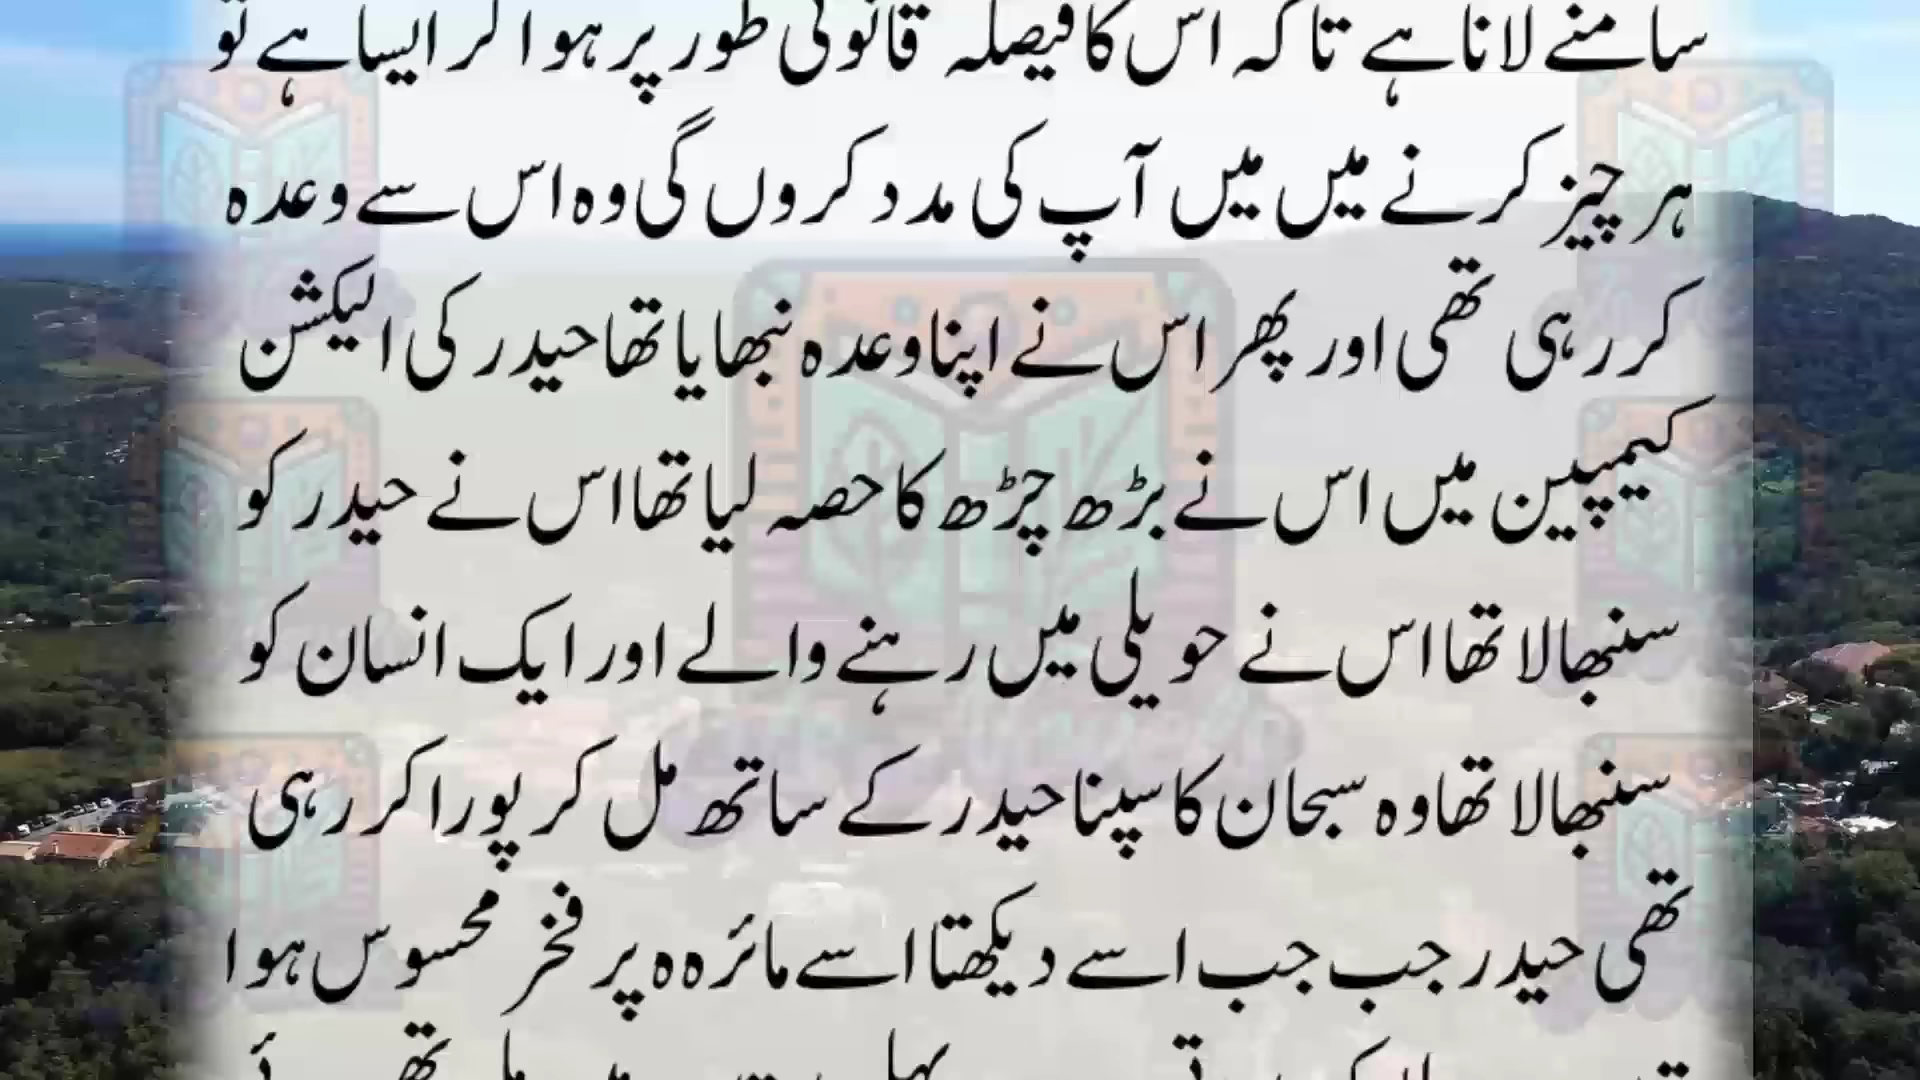 سامنے لانا ہے تاکہ اس کا فیصلہ قانونی طور پر ہو اگر ایسا ہے تو
ہر چیز کرنے میں میں آپ کی مدد کروں گی وہ اس سے وعدہ
کر رہی تھی اور پھر اس نے اپنا وعدہ نبھایا تھا حیدر کی الیکشن
کیمپین میں اس نے بڑھ چڑھ کا حصہ لیا تھا اس نے حیدر کو
سنبھالا تھا اس نے حویلی میں رہنے والے اور ایک انسان کو
سنبھالا تھا وہ سبحان کا سپنا حیدر کے ساتھ مل کر پورا کر رہی
تھی حیدر جب جب اسے دیکھتا اسے مائرہ ہ پر فخر محسوس ہوا